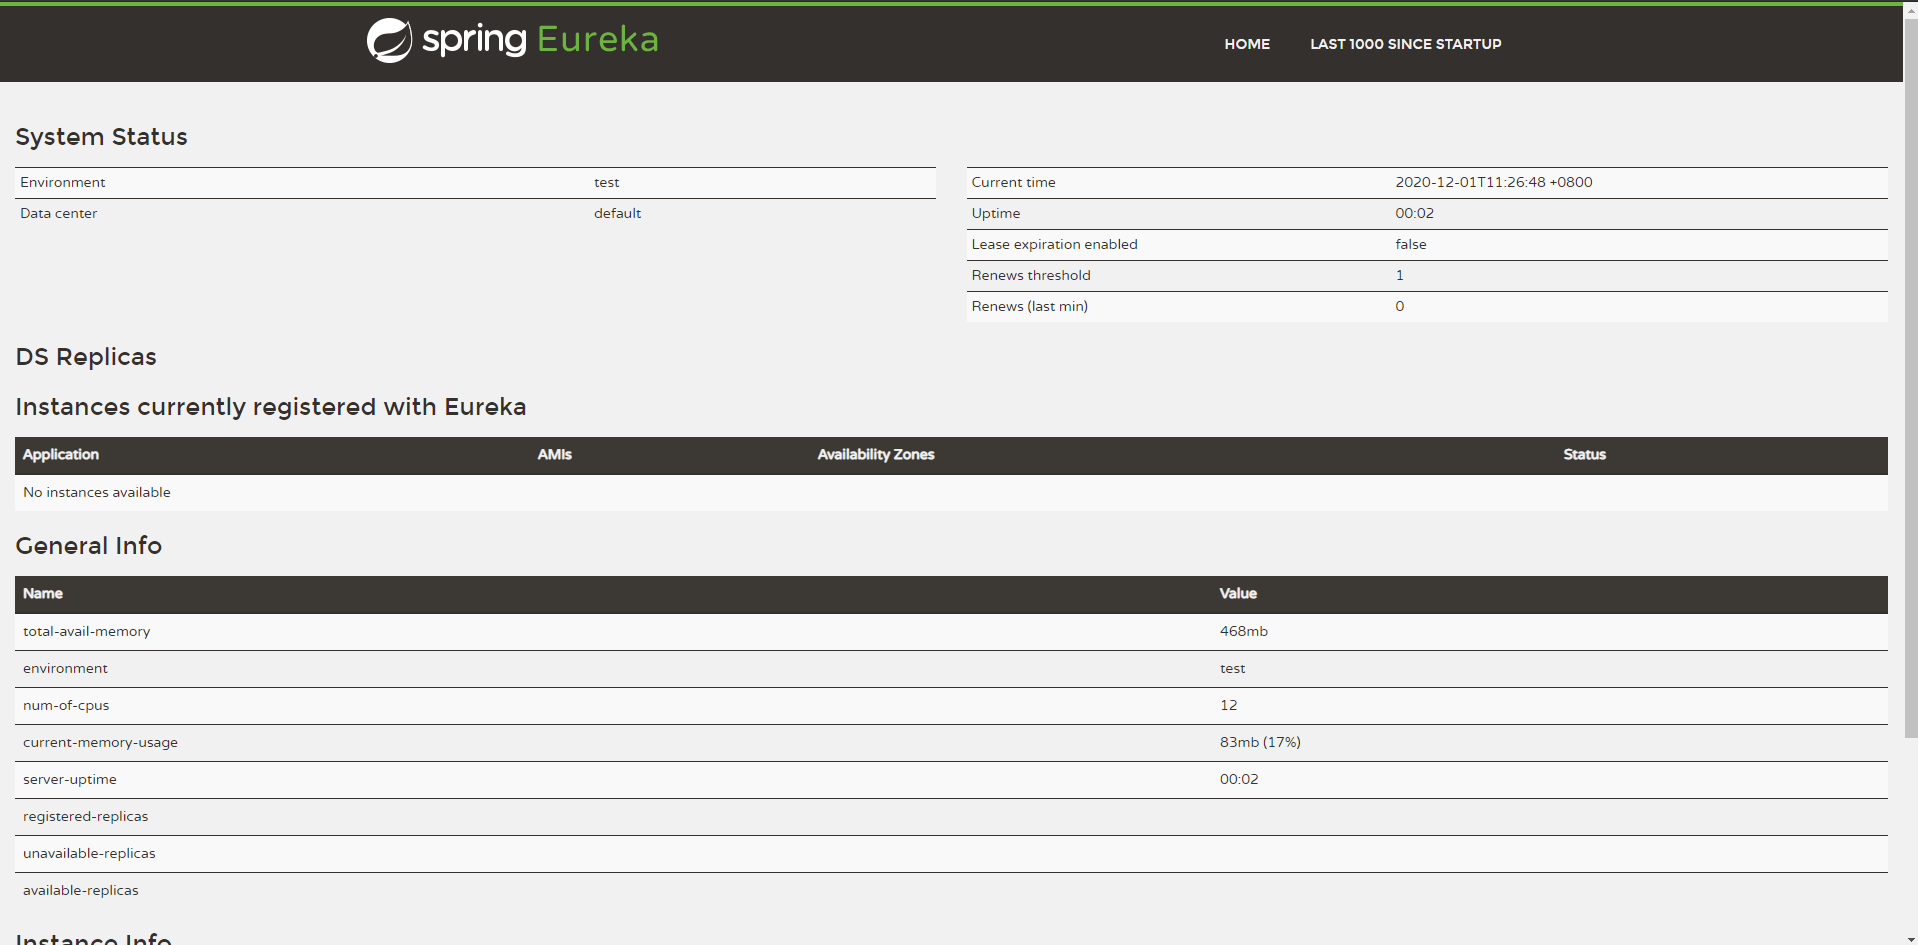 spring Eureka HOME LAST 1000 SINCE STARTUP
System Status
Environment test
Data center default
Current time 2020-12-01T11:26:48 +0800
Uptime 00:02
Lease expiration enabled false
Renews threshold 1
Renews (last min) 0
DS Replicas
Instances currently registered with Eureka
Application AMIs Availability Zones Status
No instances available
General Info
Name Value
total-avail-memory 468mb
environment test
num-of-cpus 12
current-memory-usage 83mb (17%)
server-uptime 00:02
registered-replicas
unavailable-replicas
available-replicas
Instance Info